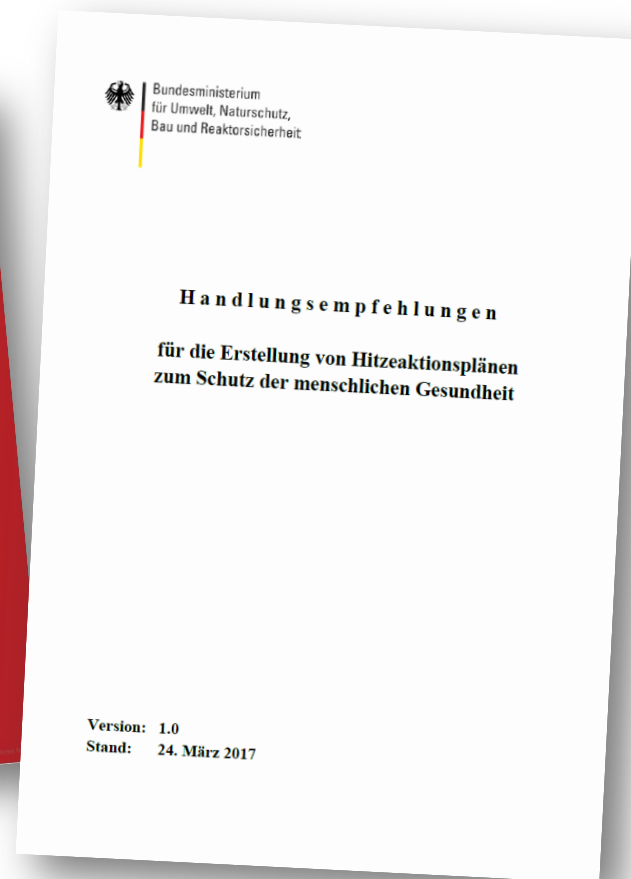 Bundesministerium
für Umwelt, Naturschutz,
Bau und Reaktorsicherheit
Handlungsempfehlungen
für die Erstellung von Hitzeaktionsplänen
zum Schutz der menschlichen Gesundheit
Version: 1.0
Stand: 24. März 2017